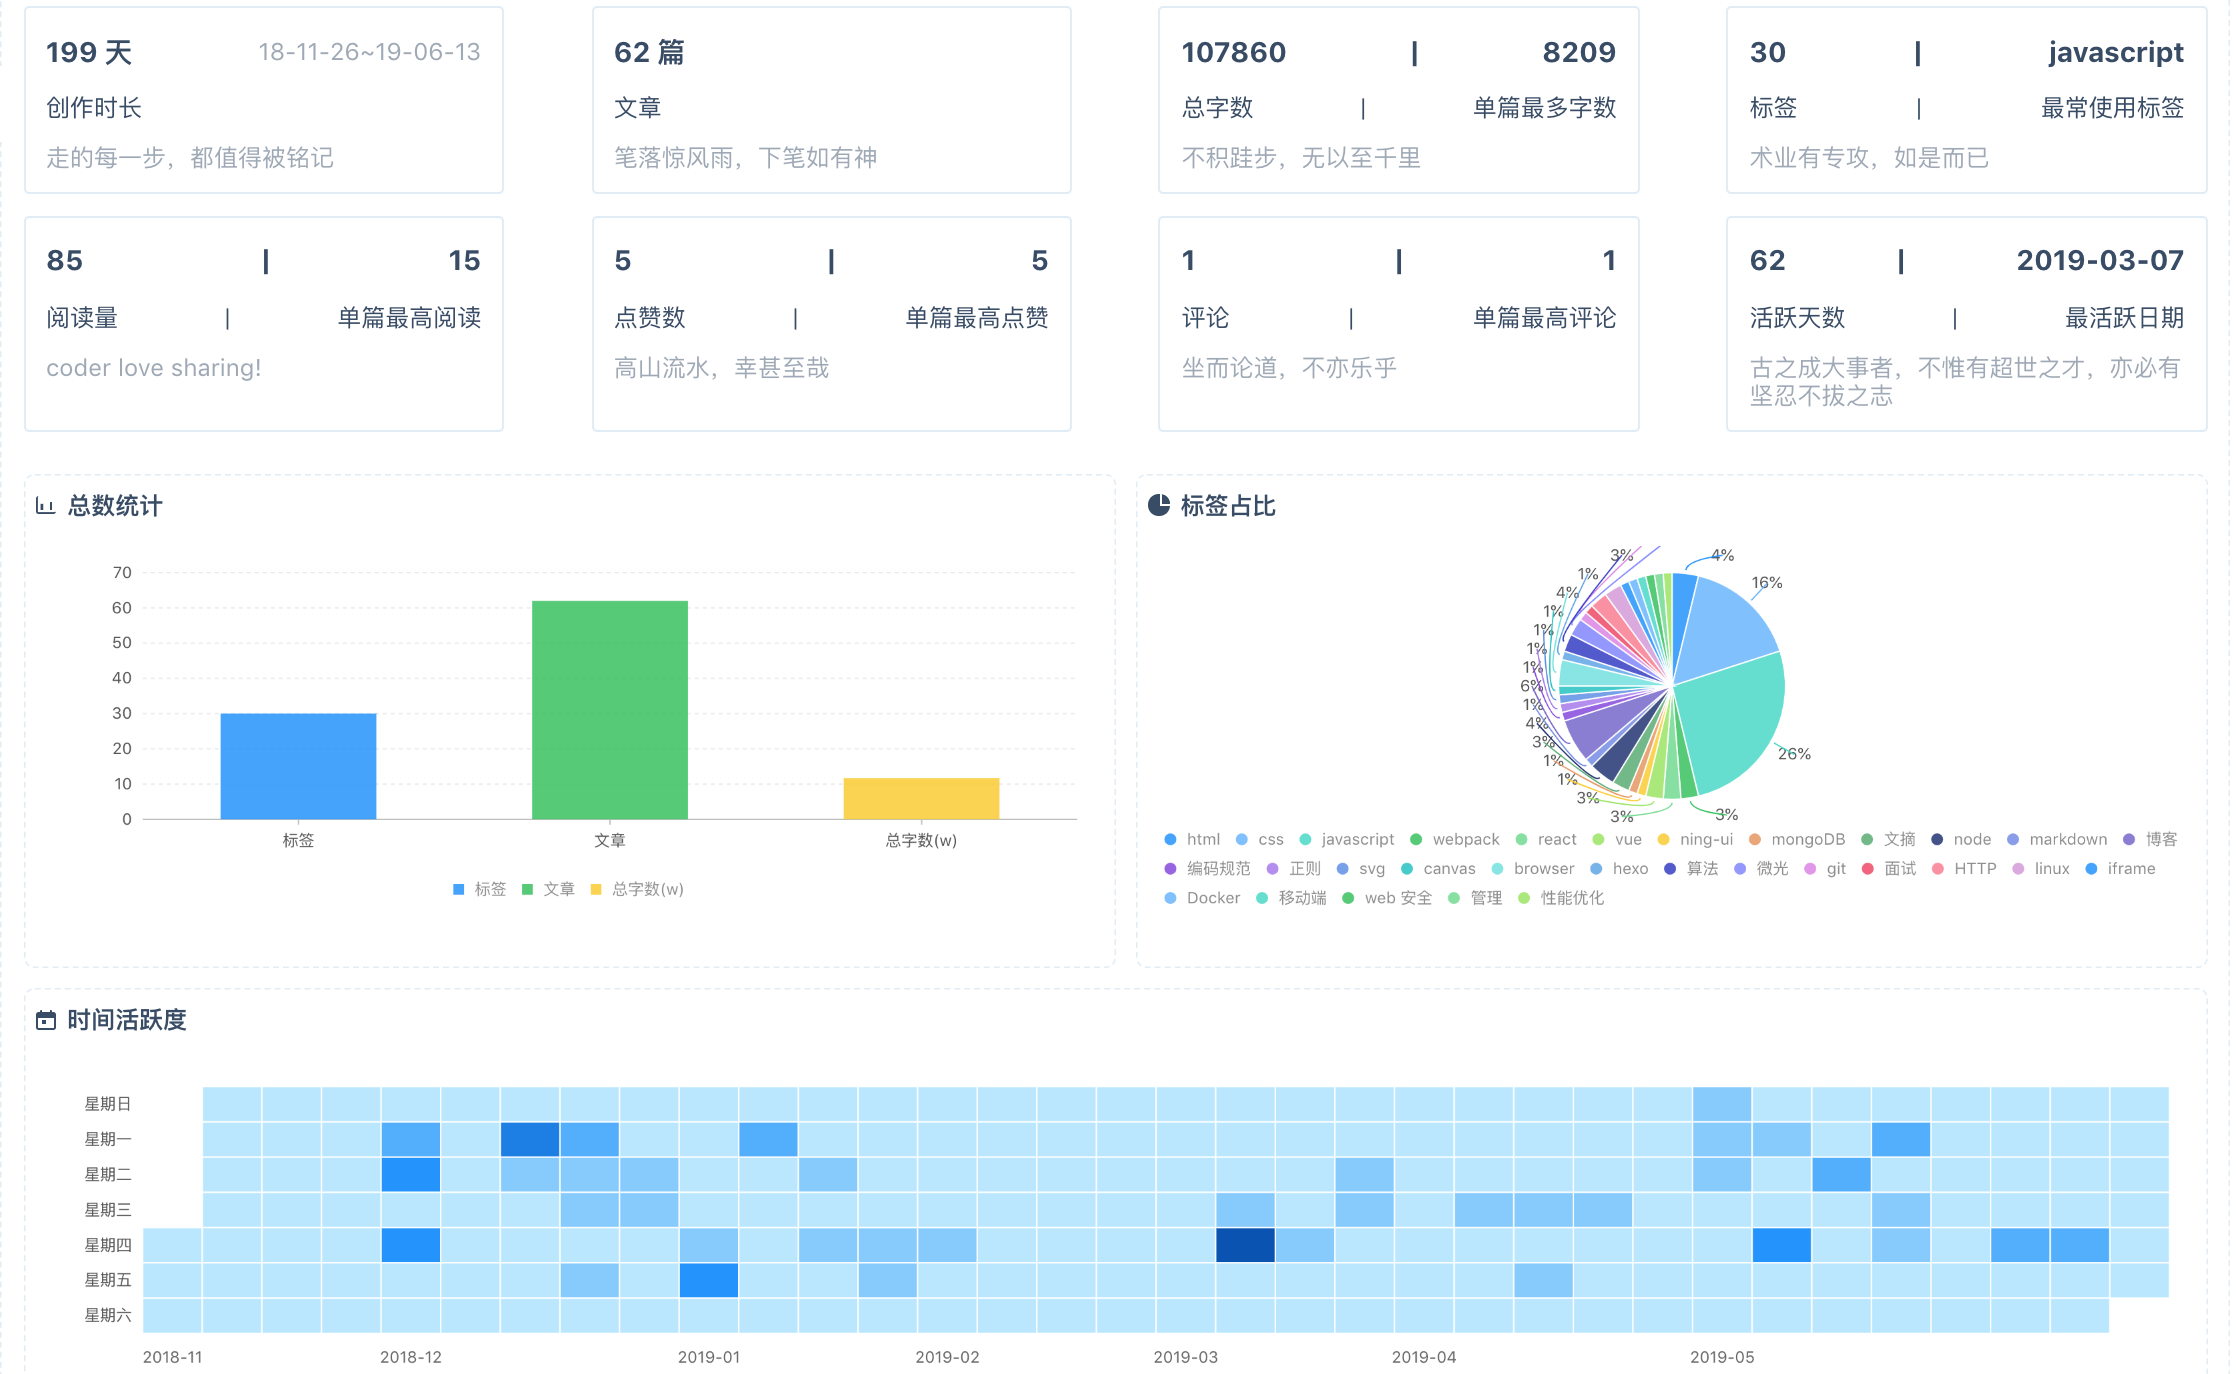 199 天 18-11-26~19-06-13
创作时长
走的每一步，都值得被铭记
62 篇
文章
笔落惊风雨，下笔如有神
107860 | 8209
总字数 | 单篇最多字数
不积跬步，无以至千里
30 | javascript
标签 | 最常使用标签
术业有专攻，如是而已
85 | 15
阅读量 | 单篇最高阅读
coder love sharing!
5 | 5
点赞数 | 单篇最高点赞
高山流水，幸甚至哉
1 | 1
评论 | 单篇最高评论
坐而论道，不亦乐乎
62 | 2019-03-07
活跃天数 | 最活跃日期
古之成大事者，不惟有超世之才，亦必有
坚忍不拔之志
总数统计
70
60
50
40
30
20
10
0
标签 文章 总字数(w)
标签 文章 总字数(w)
标签占比
3% 4%
1% 16%
4%
1%
1%
1%
1%
6%
1%
4%
3% 26%
1%
1%
3%
3% 3%
html css javascript webpack react vue ning-ui mongoDB 文摘 node markdown 博客
编码规范 正则 svg canvas browser hexo 算法 微光 git 面试 HTTP linux iframe
Docker 移动端 web 安全 管理 性能优化
时间活跃度
星期日
星期一
星期二
星期三
星期四
星期五
星期六
2018-11 2018-12 2019-01 2019-02 2019-03 2019-04 2019-05